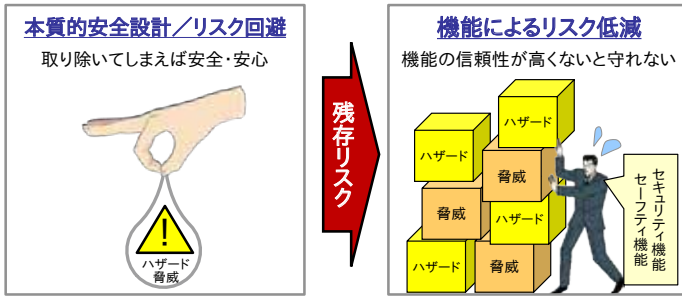 本質的安全設計／リスク回避
取り除いてしまえば安全・安心
!
ハザード
脅威
残存リスク
機能によるリスク低減
機能の信頼性が高くないと守れない
ハザード
ハザード
脅威
脅威
ハザード
ハザード
脅威
セキュリティ機能
セーフティ機能